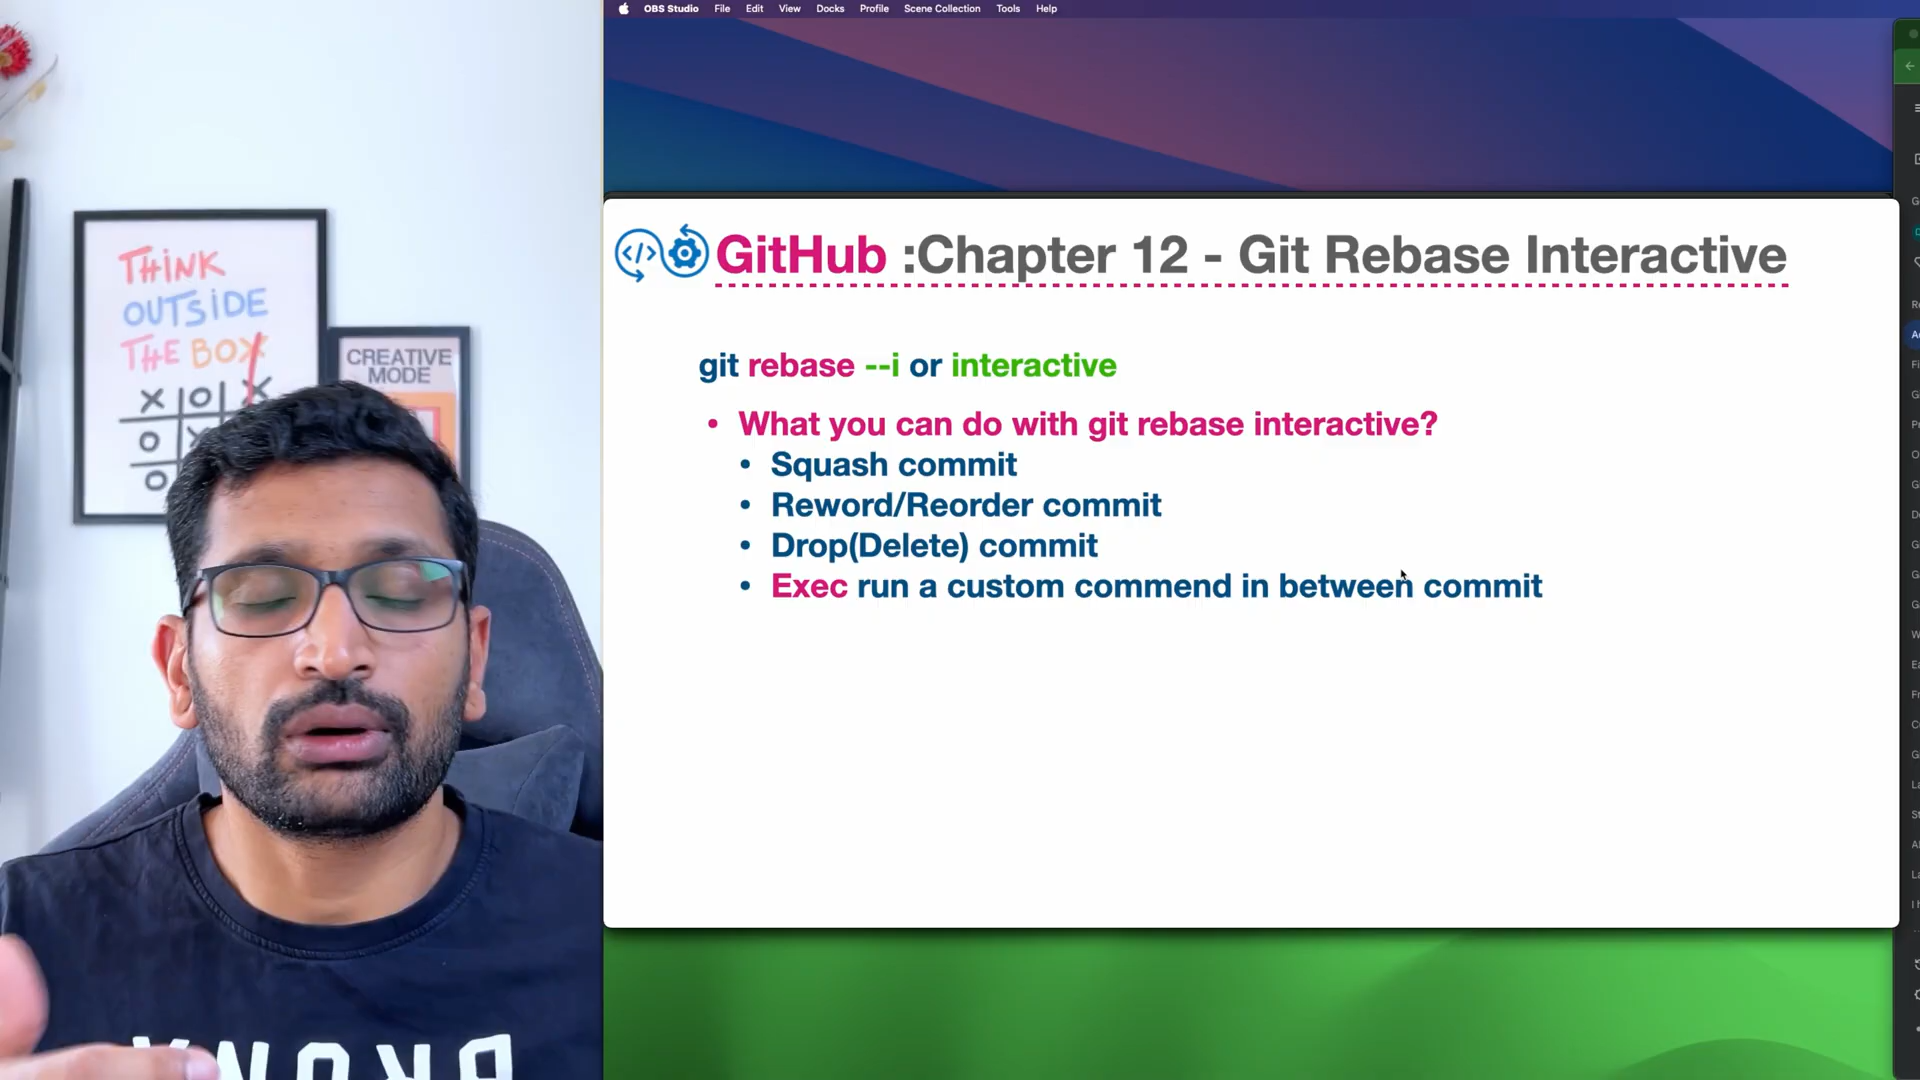 OBS Studio File Edit View Docks Profile Scene Collection Tools Help
THINK
OUTSIDE
THE BOX
X O X
O
O
CREATIVE
MODE
</> GitHub :Chapter 12 - Git Rebase Interactive
git rebase --i or interactive
• What you can do with git rebase interactive?
• Squash commit
• Reword/Reorder commit
• Drop(Delete) commit
• Exec run a custom commend in between commit